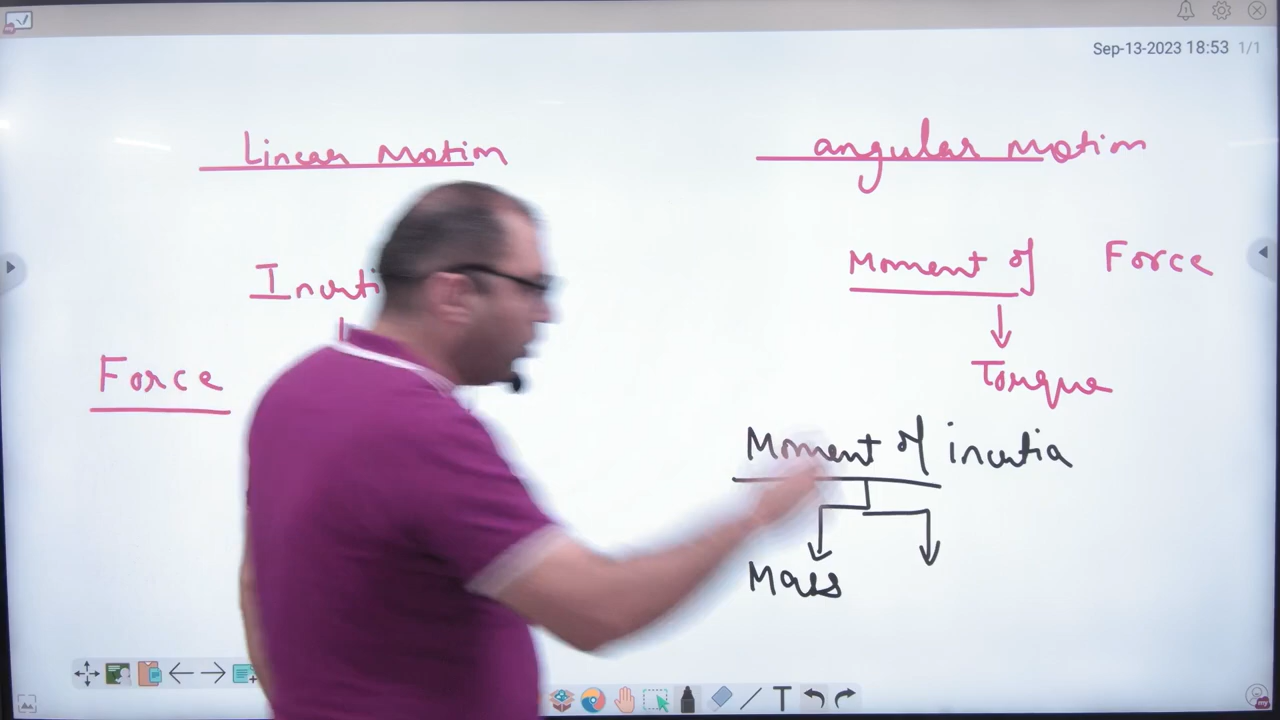 Sep-13-2023 18:53 1/1
Linear Motion
angular motion
Moment of Force
Force
Torque
Moment of inertia
Mass
T